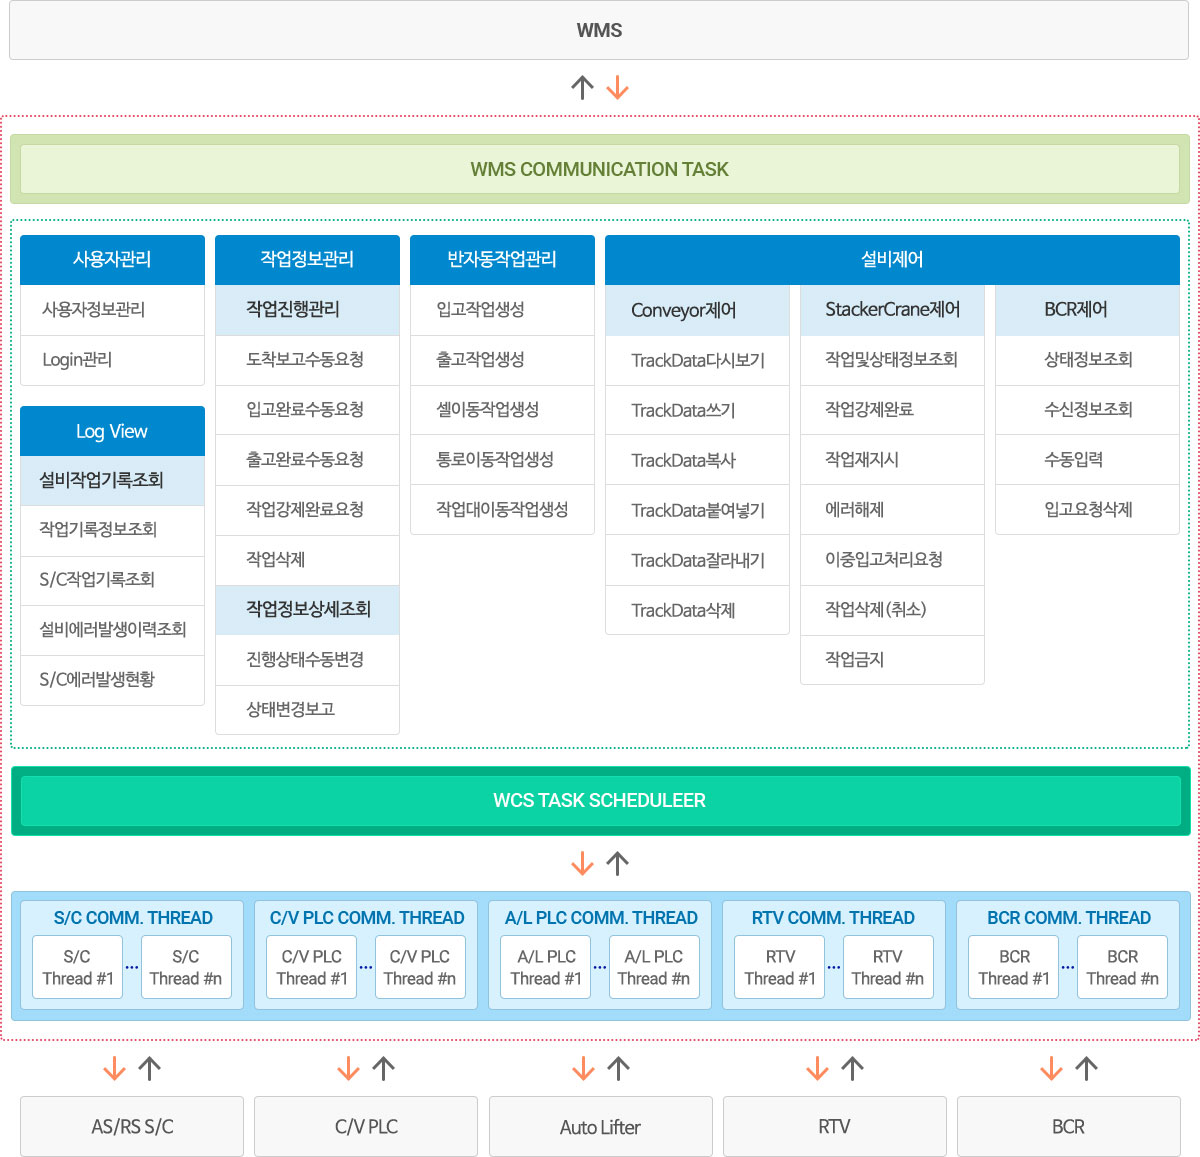 WMS
WMS COMMUNICATION TASK
사용자관리
사용자정보관리
Login관리
Log View
설비작업기록조회
작업기록정보조회
S/C작업기록조회
설비에러발생이력조회
S/C에러발생현황
작업정보관리
작업진행관리
도착보고수동요청
입고완료수동요청
출고완료수동요청
작업강제완료요청
작업삭제
작업정보상세조회
진행상태수동변경
상태변경보고
반자동작업관리
입고작업생성
출고작업생성
셀이동작업생성
통로이동작업생성
작업대이동작업생성
설비제어
Conveyor제어
TrackData다시보기
TrackData쓰기
TrackData복사
TrackData붙여넣기
TrackData잘라내기
TrackData삭제
StackerCrane제어
작업및상태정보조회
작업강제완료
작업재지시
에러해제
이중입고처리요청
작업삭제(취소)
작업금지
BCR제어
상태정보조회
수신정보조회
수동입력
입고요청삭제
WCS TASK SCHEDULEER
S/C COMM. THREAD
S/C
Thread #1
...
S/C
Thread #n
C/V PLC COMM. THREAD
C/V PLC
Thread #1
...
C/V PLC
Thread #n
A/L PLC COMM. THREAD
A/L PLC
Thread #1
...
A/L PLC
Thread #n
RTV COMM. THREAD
RTV
Thread #1
...
RTV
Thread #n
BCR COMM. THREAD
BCR
Thread #1
...
BCR
Thread #n
AS/RS S/C
C/V PLC
Auto Lifter
RTV
BCR